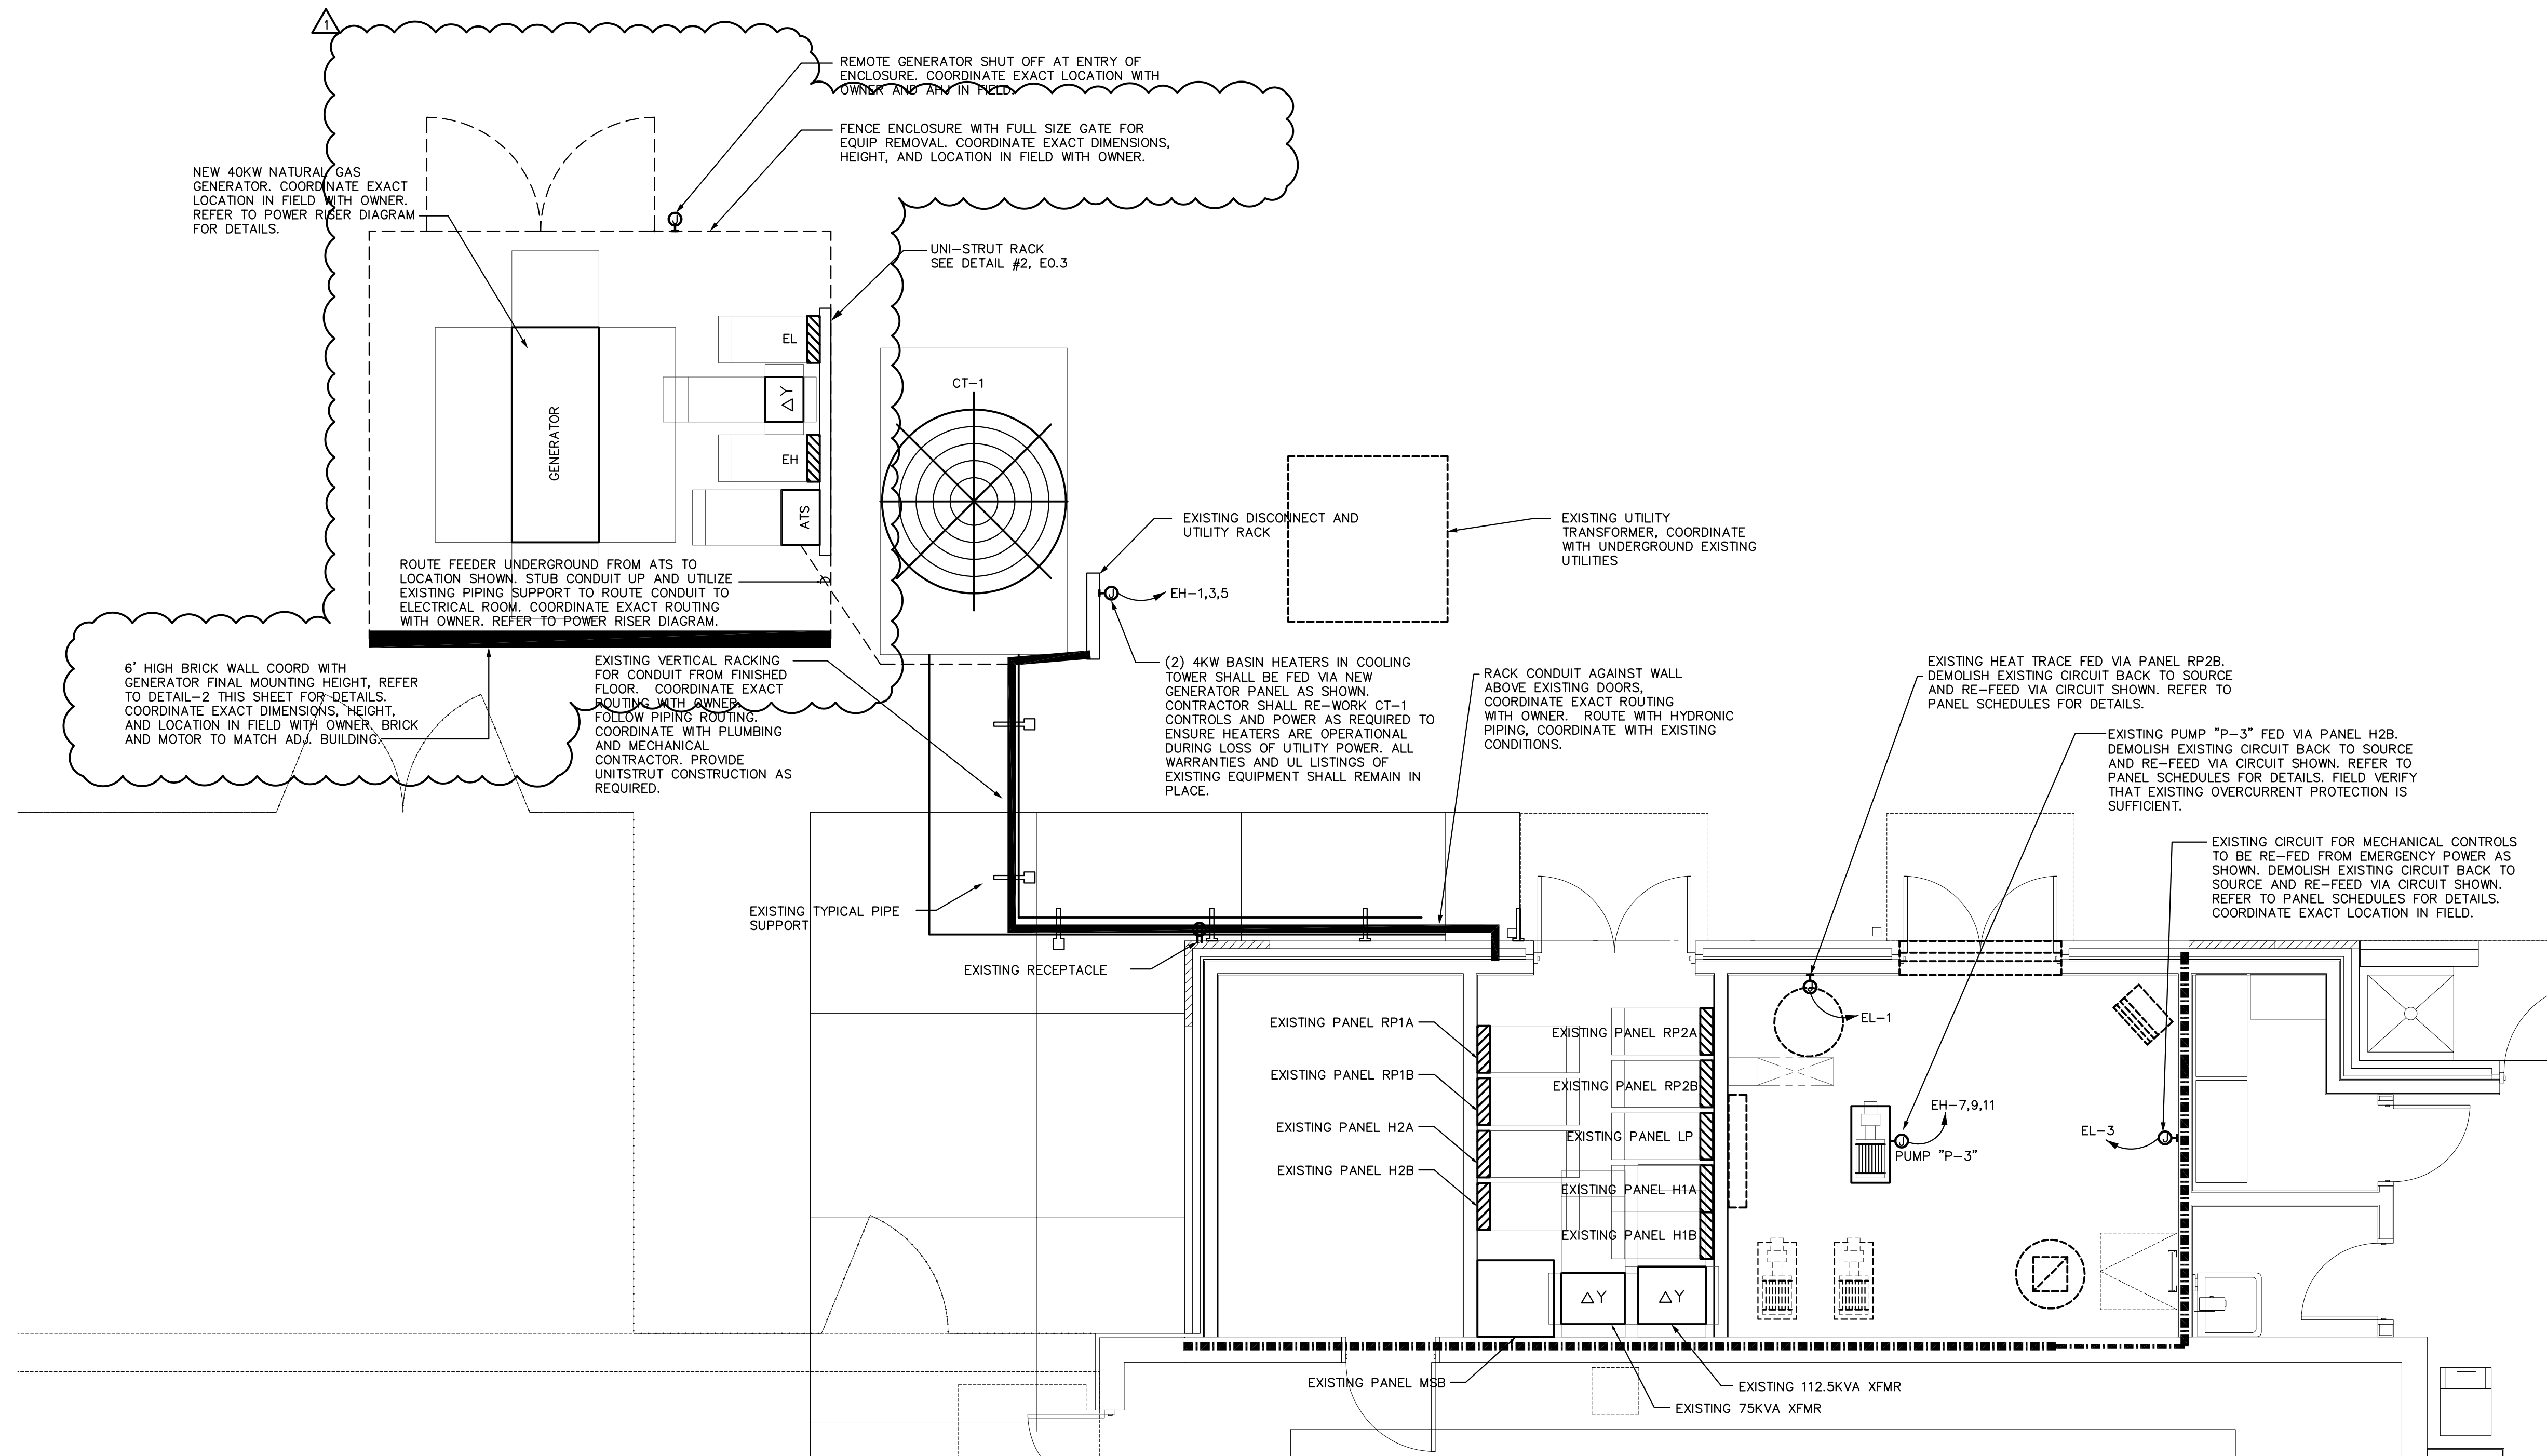 1
REMOTE GENERATOR SHUT OFF AT ENTRY OF
ENCLOSURE. COORDINATE EXACT LOCATION WITH
OWNER AND AHJ IN FIELD.
FENCE ENCLOSURE WITH FULL SIZE GATE FOR
EQUIP REMOVAL. COORDINATE EXACT DIMENSIONS,
HEIGHT, AND LOCATION IN FIELD WITH OWNER.
NEW 40KW NATURAL GAS
GENERATOR. COORDINATE EXACT
LOCATION IN FIELD WITH OWNER.
REFER TO POWER RISER DIAGRAM
FOR DETAILS.
J
UNI-STRUT RACK
SEE DETAIL #2, E0.3
EL
△Y
EH
ATS
GENERATOR
CT-1
ROUTE FEEDER UNDERGROUND FROM ATS TO
LOCATION SHOWN. STUB CONDUIT UP AND UTILIZE
EXISTING PIPING SUPPORT TO ROUTE CONDUIT TO
ELECTRICAL ROOM. COORDINATE EXACT ROUTING
WITH OWNER. REFER TO POWER RISER DIAGRAM.
EXISTING DISCONNECT AND
UTILITY RACK
EXISTING UTILITY
TRANSFORMER, COORDINATE
WITH UNDERGROUND EXISTING
UTILITIES
J
EH-1,3,5
6' HIGH BRICK WALL COORD WITH
GENERATOR FINAL MOUNTING HEIGHT, REFER
TO DETAIL-2 THIS SHEET FOR DETAILS.
COORDINATE EXACT DIMENSIONS, HEIGHT,
AND LOCATION IN FIELD WITH OWNER. BRICK
AND MOTOR TO MATCH ADJ. BUILDING.
EXISTING VERTICAL RACKING
FOR CONDUIT FROM FINISHED
FLOOR. COORDINATE EXACT
ROUTING WITH OWNER.
FOLLOW PIPING ROUTING.
COORDINATE WITH PLUMBING
AND MECHANICAL
CONTRACTOR. PROVIDE
UNITSTRUT CONSTRUCTION AS
REQUIRED.
(2) 4KW BASIN HEATERS IN COOLING
TOWER SHALL BE FED VIA NEW
GENERATOR PANEL AS SHOWN.
CONTRACTOR SHALL RE-WORK CT-1
CONTROLS AND POWER AS REQUIRED TO
ENSURE HEATERS ARE OPERATIONAL
DURING LOSS OF UTILITY POWER. ALL
WARRANTIES AND UL LISTINGS OF
EXISTING EQUIPMENT SHALL REMAIN IN
PLACE.
RACK CONDUIT AGAINST WALL
ABOVE EXISTING DOORS,
COORDINATE EXACT ROUTING
WITH OWNER. ROUTE WITH HYDRONIC
PIPING, COORDINATE WITH EXISTING
CONDITIONS.
EXISTING HEAT TRACE FED VIA PANEL RP2B.
DEMOLISH EXISTING CIRCUIT BACK TO SOURCE
AND RE-FEED VIA CIRCUIT SHOWN. REFER TO
PANEL SCHEDULES FOR DETAILS.
EXISTING PUMP "P-3" FED VIA PANEL H2B.
DEMOLISH EXISTING CIRCUIT BACK TO SOURCE
AND RE-FEED VIA CIRCUIT SHOWN. REFER TO
PANEL SCHEDULES FOR DETAILS. FIELD VERIFY
THAT EXISTING OVERCURRENT PROTECTION IS
SUFFICIENT.
EXISTING CIRCUIT FOR MECHANICAL CONTROLS
TO BE RE-FED FROM EMERGENCY POWER AS
SHOWN. DEMOLISH EXISTING CIRCUIT BACK TO
SOURCE AND RE-FEED VIA CIRCUIT SHOWN.
REFER TO PANEL SCHEDULES FOR DETAILS.
COORDINATE EXACT LOCATION IN FIELD.
EXISTING TYPICAL PIPE
SUPPORT
EXISTING RECEPTACLE
EXISTING PANEL RP1A
EXISTING PANEL RP1B
EXISTING PANEL H2A
EXISTING PANEL H2B
EXISTING PANEL RP2A
EXISTING PANEL RP2B
EXISTING PANEL LP
EXISTING PANEL H1A
EXISTING PANEL H1B
J
EL-1
EH-7,9,11
J
PUMP "P-3"
EL-3
J
△Y
△Y
EXISTING PANEL MSB
EXISTING 112.5KVA XFMR
EXISTING 75KVA XFMR